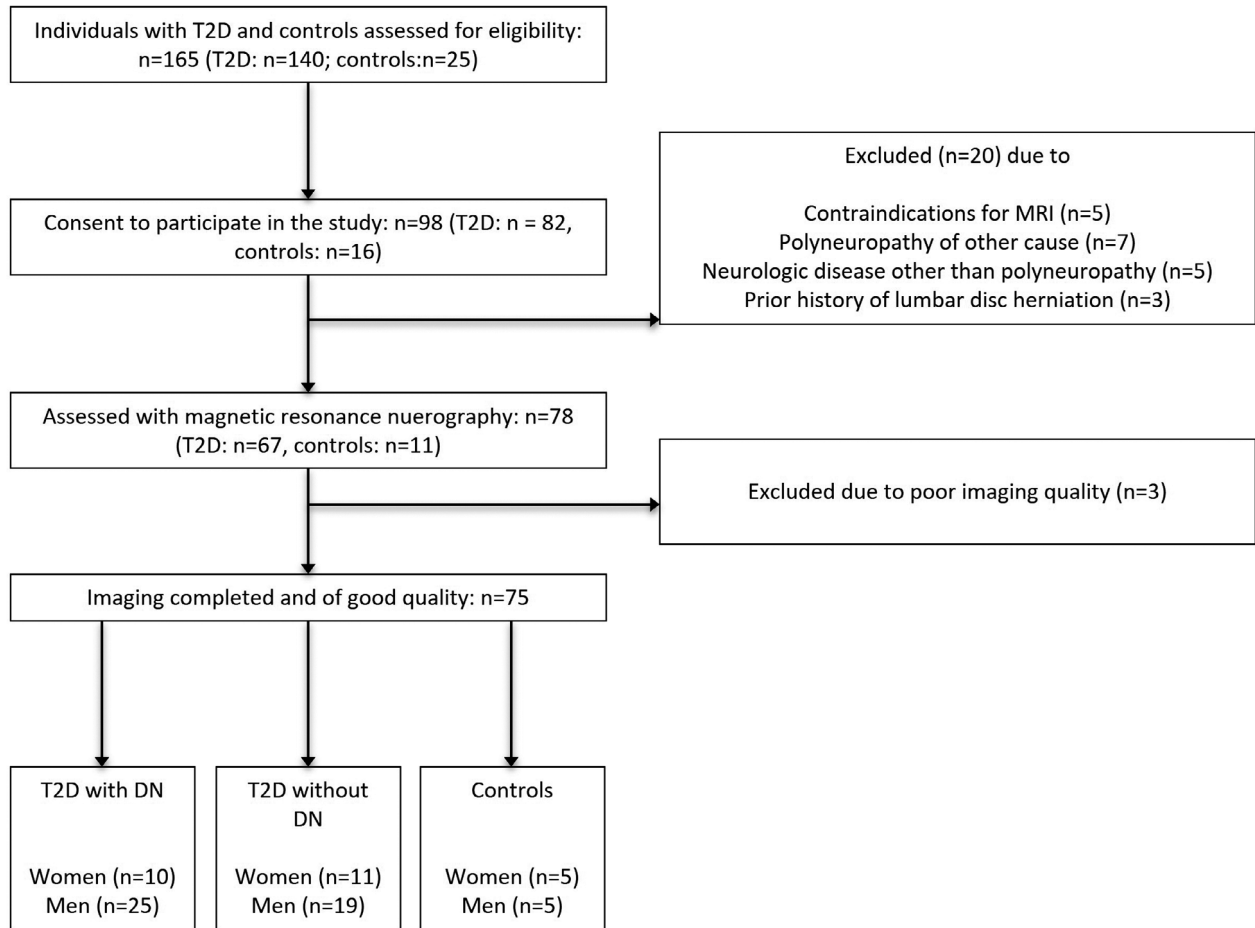 Individuals with T2D and controls assessed for eligibility:
n=165 (T2D: n=140; controls:n=25)
Excluded (n=20) due to
Contraindications for MRI (n=5)
Polyneuropathy of other cause (n=7)
Neurologic disease other than polyneuropathy (n=5)
Prior history of lumbar disc herniation (n=3)
Consent to participate in the study: n=98 (T2D: n = 82,
controls: n=16)
Assessed with magnetic resonance nuerography: n=78
(T2D: n=67, controls: n=11)
Excluded due to poor imaging quality (n=3)
Imaging completed and of good quality: n=75
T2D with DN
Women (n=10)
Men (n=25)
T2D without
DN
Women (n=11)
Men (n=19)
Controls
Women (n=5)
Men (n=5)